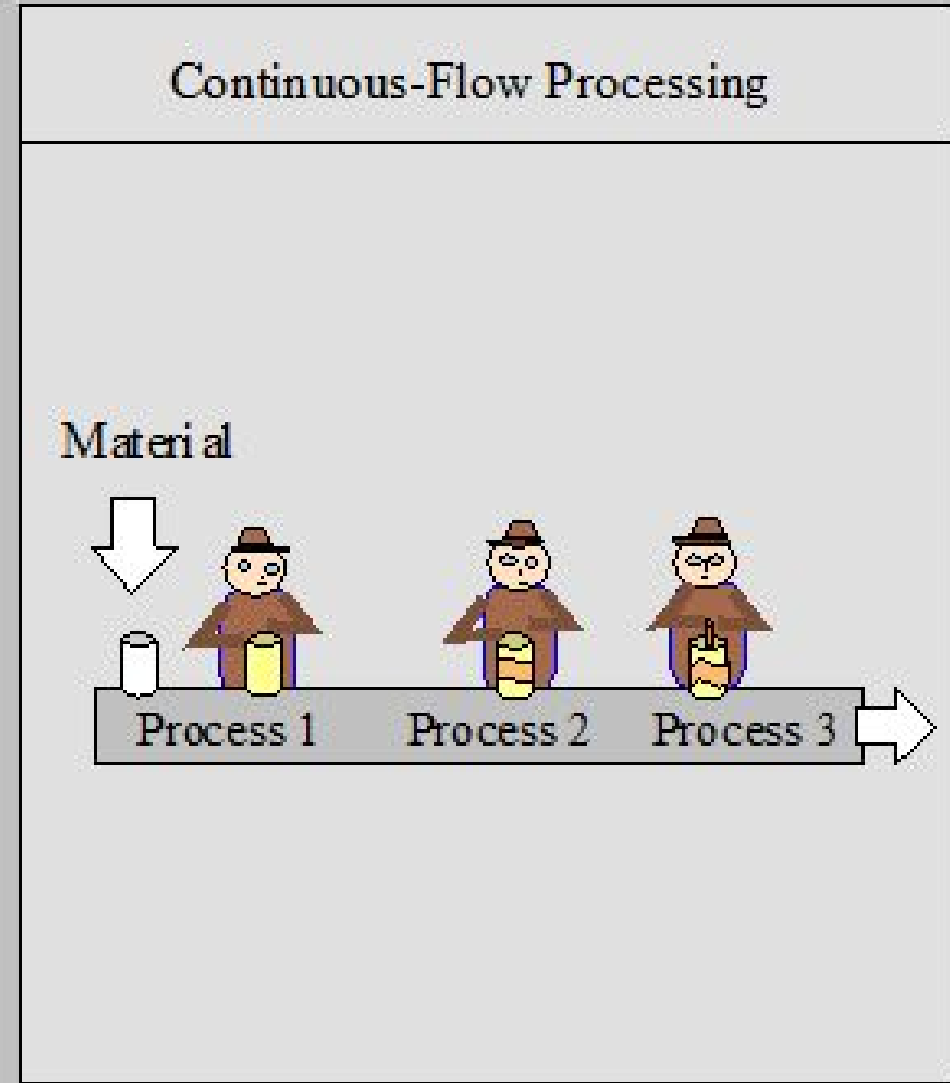 Continuous-Flow Processing
Material
Process 1
Process 2
Process 3